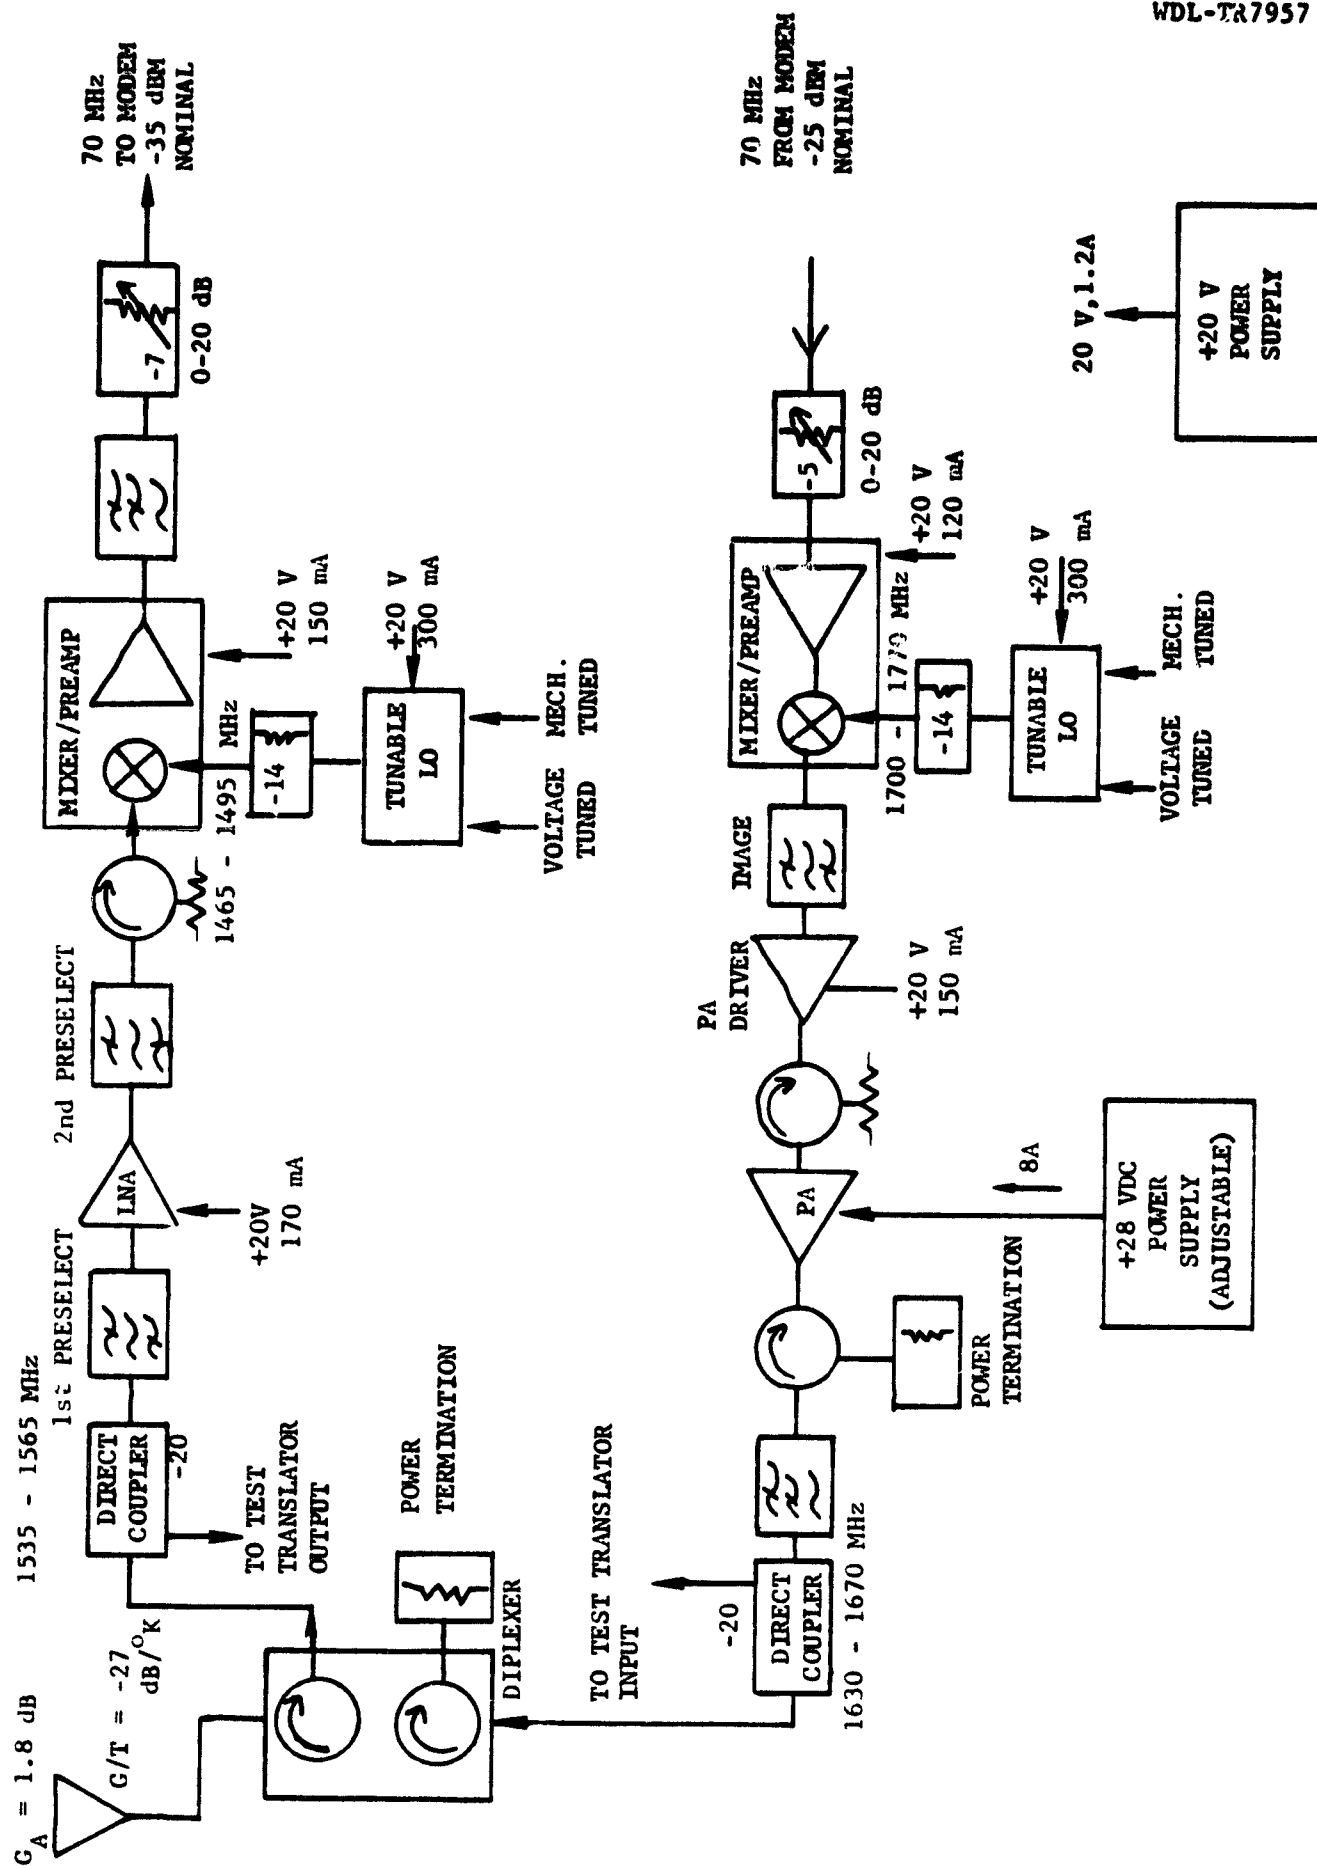 WDL-TR7957
G_A = 1.8 dB
G/T = -27
dB/°K
1535 - 1565 MHz
DIRECT
COUPLER
-20
TO TEST
TRANSLATOR
OUTPUT
1st PRESELECT
LNA
+20V
170 mA
2nd PRESELECT
MIXER/PREAMP
1465 - 1495 MHz
+20 V
150 mA
-14
TUNABLE
LO
+20 V
300 mA
VOLTAGE
TUNED
MECH.
TUNED
-7
0-20 dB
70 MHz
TO MODEM
-35 dBM
NOMINAL
POWER
TERMINATION
DIPLEXER
TO TEST TRANSLATOR
INPUT
-20
DIRECT
COUPLER
1630 - 1670 MHz
POWER
TERMINATION
PA
8A
+28 VDC
POWER
SUPPLY
(ADJUSTABLE)
PA
DRIVER
+20 V
150 mA
IMAGE
MIXER/PREAMP
1700 - 1770 MHz
+20 V
120 mA
-14
TUNABLE
LO
+20 V
300 mA
VOLTAGE
TUNED
MECH.
TUNED
-5
0-20 dB
70 MHz
FROM MODEM
-25 dBM
NOMINAL
20 V,1.2A
+20 V
POWER
SUPPLY